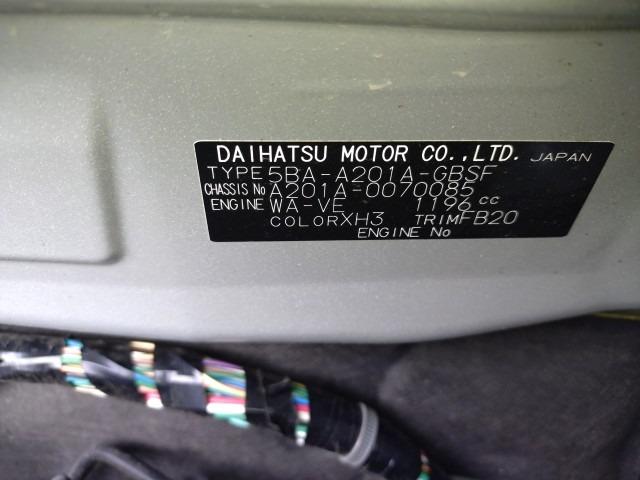 DAIHATSU MOTOR CO.,LTD. JAPAN
TYPE 5BA-A201A-GBSF
CHASSIS No A201A-0070085
ENGINE WA-VE 1196 cc
COLOR XH3 TRIM FB20
ENGINE No